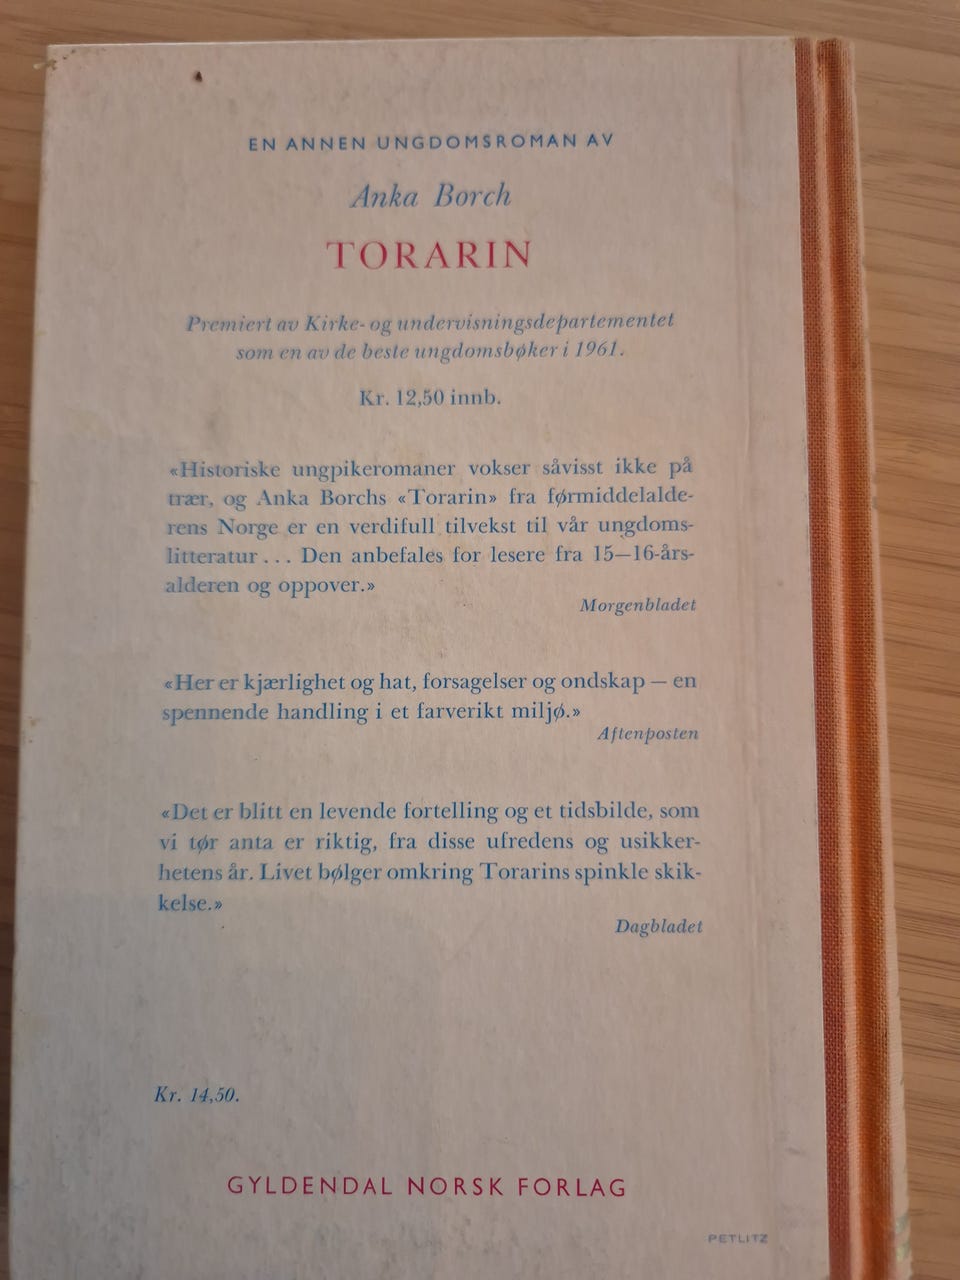 EN ANNEN UNGDOMSROMAN AV
Anka Borch
TORARIN
Premiert av Kirke- og undervisningsdepartementet
som en av de beste ungdomsbøker i 1961.
Kr. 12,50 innb.
«Historiske ungpikeromaner vokser såvisst ikke på
trær, og Anka Borchs «Torarin» fra førmiddelalde-
rens Norge er en verdifull tilvekst til vår ungdoms-
litteratur . . . Den anbefales for lesere fra 15—16-års-
alderen og oppover.»
Morgenbladet
«Her er kjærlighet og hat, forsagelser og ondskap — en
spennende handling i et farverikt miljø.»
Aftenposten
«Det er blitt en levende fortelling og et tidsbilde, som
vi tør anta er riktig, fra disse ufredens og usikker-
hetens år. Livet bølger omkring Torarins spinkle skik-
kelse.»
Dagbladet
Kr. 14,50.
GYLDENDAL NORSK FORLAG
PETLITZ